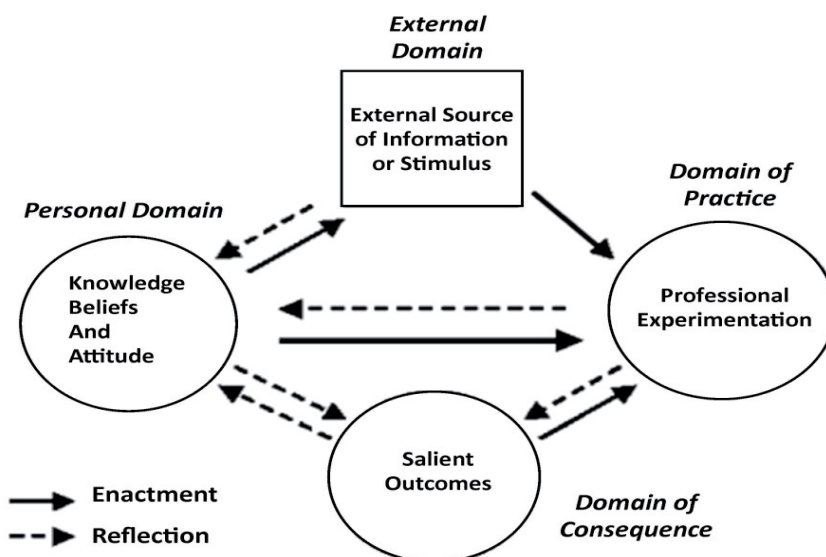 External
Domain
External Source
of Information
or Stimulus
Domain of
Practice
Personal Domain
Knowledge
Beliefs
And
Attitude
Professional
Experimentation
Salient
Outcomes
Enactment
Reflection
Domain of
Consequence